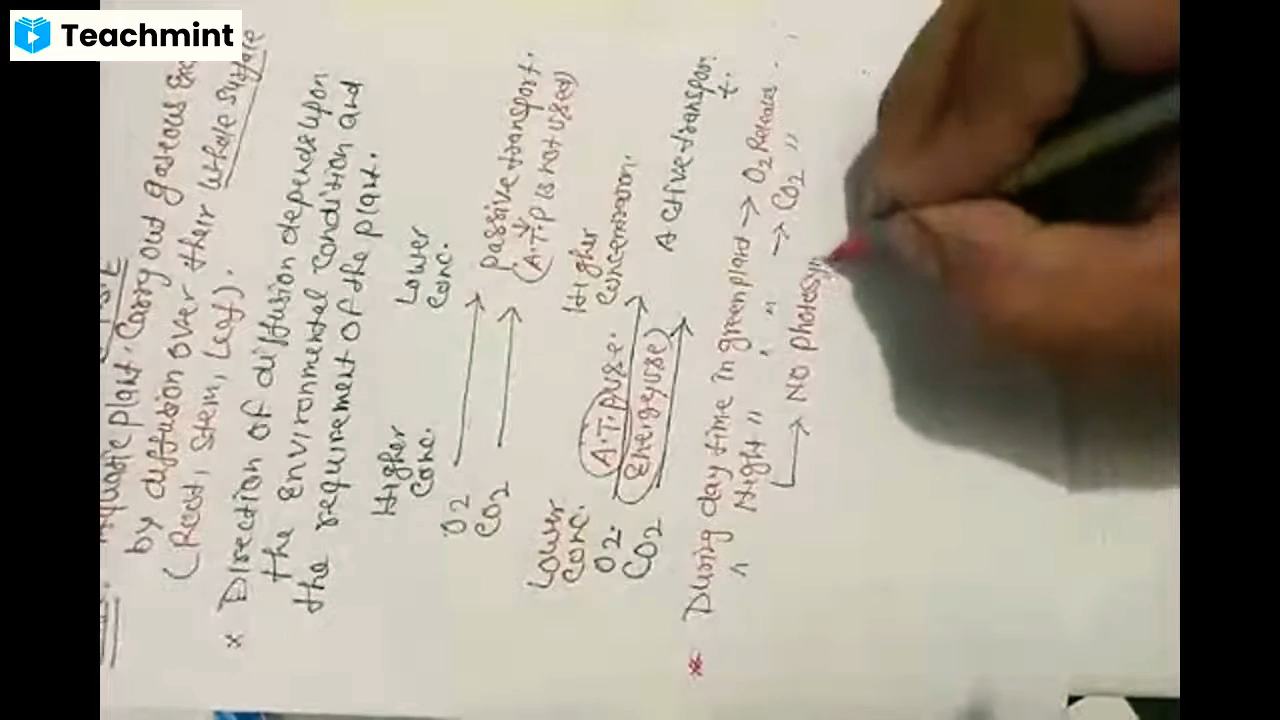 Teachmint
Aquatic plant. Carry out gaseous
by diffusion over their whole surface
(Root, stem, leaf).
* Direction of diffusion depends upon
the environmental condition and
the requirement of the plant.
Higher conc. Lower conc.
O2 → passive transport.
CO2 → (A.T.P is not used)
Lower conc. Higher concentration.
O2. A.T.P use. →
CO2 Energy use → Active transport.
* During day time in green plant → O2 Releases.
" Night " " " → CO2 "
→ No photosy